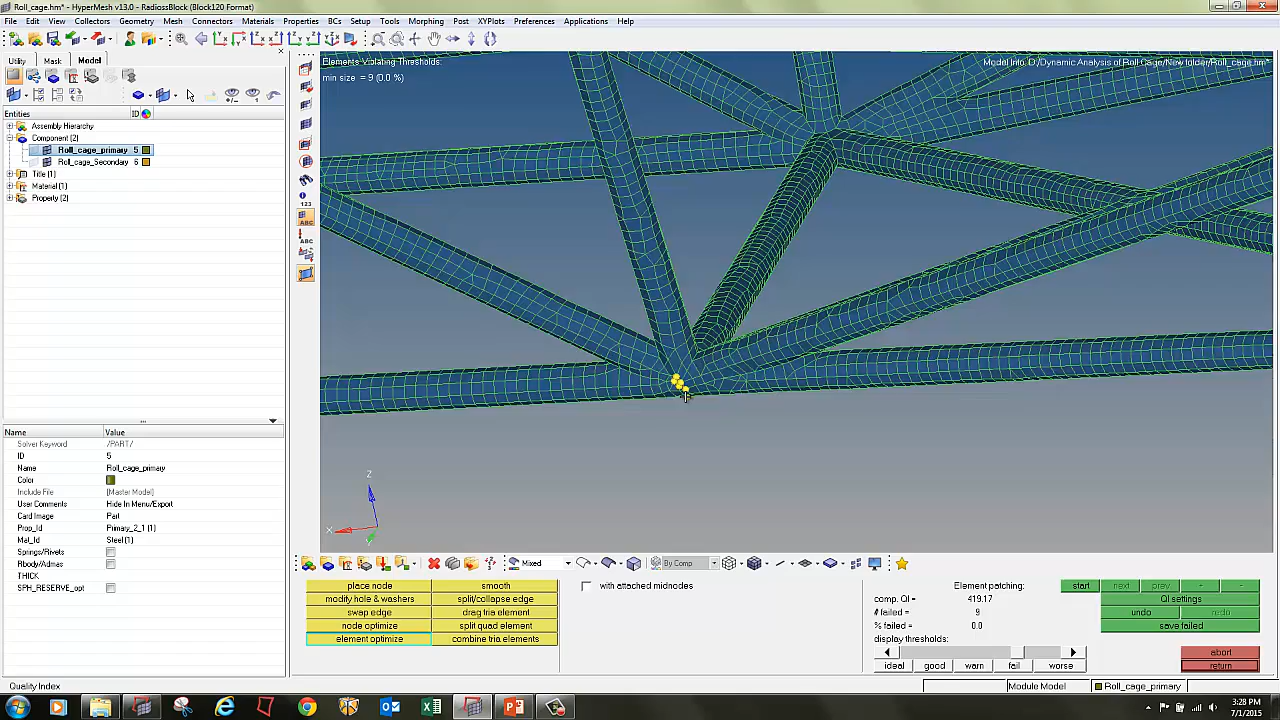 Roll_cage.hm* - HyperMesh v13.0 - RadiossBlock (Block120 Format)
File Edit View Collectors Geometry Mesh Connectors Materials Properties BCs Setup Tools Morphing Post XYPlots Preferences Applications Help
Utility Mask Model
Elements Violating Thresholds:
min size = 9 (0.0 %)
Model Info: D:/Dynamic Analysis of Roll Cage/New folder/Roll_cage.hm*
Entities ID
Assembly Hierarchy
Component (2)
Roll_cage_primary 5
Roll_cage_Secondary 6
Title (1)
Material (1)
Property (2)
123
ABC
ABC
Name Value
Solver Keyword /PART/
ID 5
Name Roll_cage_primary
Color
Include File [Master Model]
User Comments Hide In Menu/Export
Card Image Part
Prop_Id Primary_2_1 (1)
Mat_Id Steel (1)
Springs/Rivets
Rbody/Admas
THICK
SPH_RESERVE_opt
Z
X
Y
Mixed By Comp
place node smooth
modify hole & washers split/collapse edge
swap edge drag tria element
node optimize split quad element
element optimize combine tria elements
with attached midnodes
comp. QI = 419.17
# failed = 9
% failed = 0.0
display thresholds:
ideal good warn fail worse
Element patching: start next prev + -
QI settings
undo redo
save failed
abort
return
Quality Index Module Model Roll_cage_primary
3:28 PM
7/1/2015